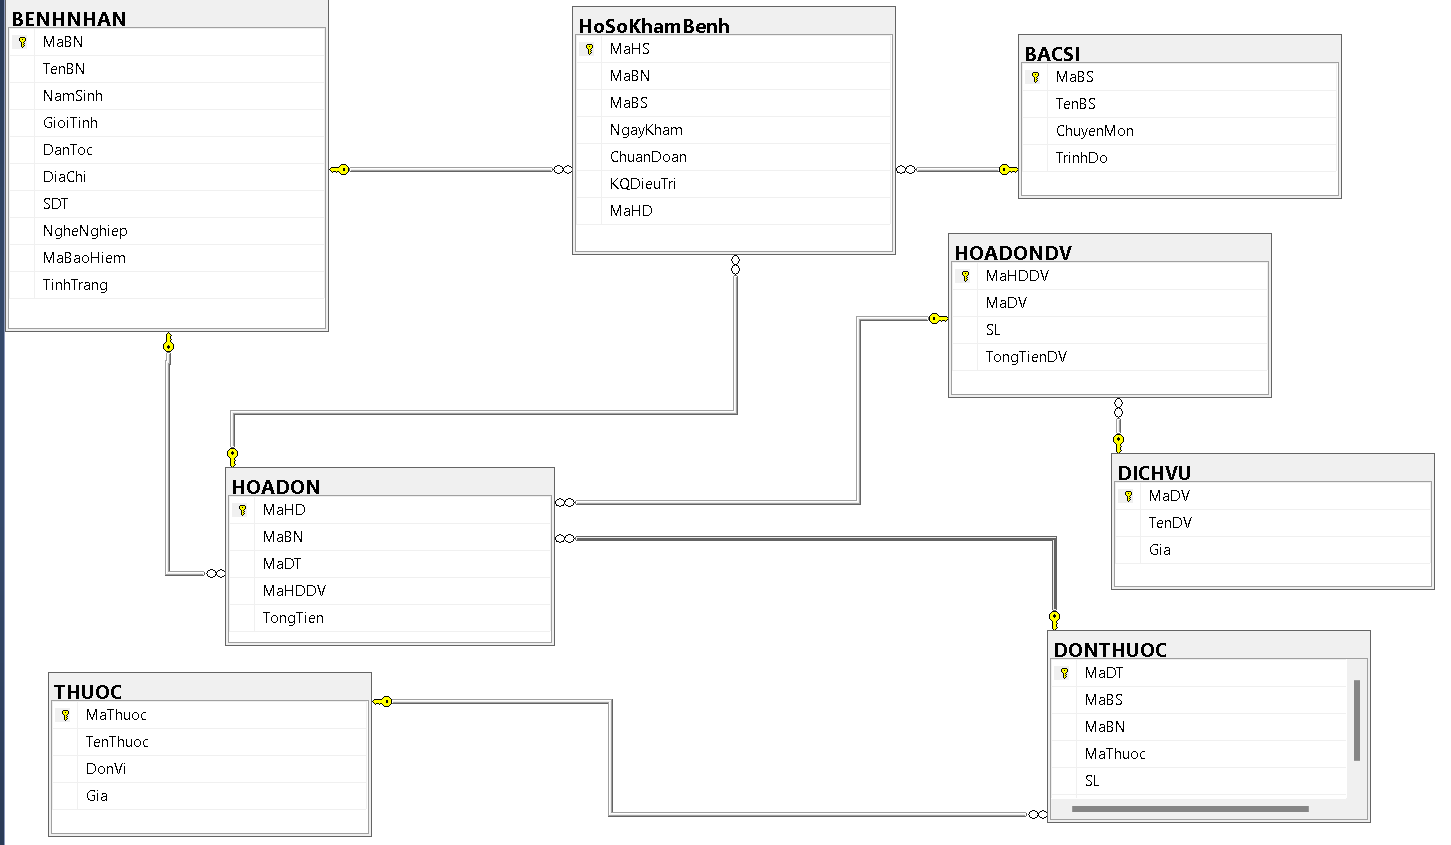 BENHNHAN
MaBN
TenBN
NamSinh
GioiTinh
DanToc
DiaChi
SDT
NgheNghiep
MaBaoHiem
TinhTrang
HoSoKhamBenh
MaHS
MaBN
MaBS
NgayKham
ChuanDoan
KQDieuTri
MaHD
BACSI
MaBS
TenBS
ChuyenMon
TrinhDo
HOADONDV
MaHDDV
MaDV
SL
TongTienDV
DICHVU
MaDV
TenDV
Gia
HOADON
MaHD
MaBN
MaDT
MaHDDV
TongTien
DONTHUOC
MaDT
MaBS
MaBN
MaThuoc
SL
THUOC
MaThuoc
TenThuoc
DonVi
Gia